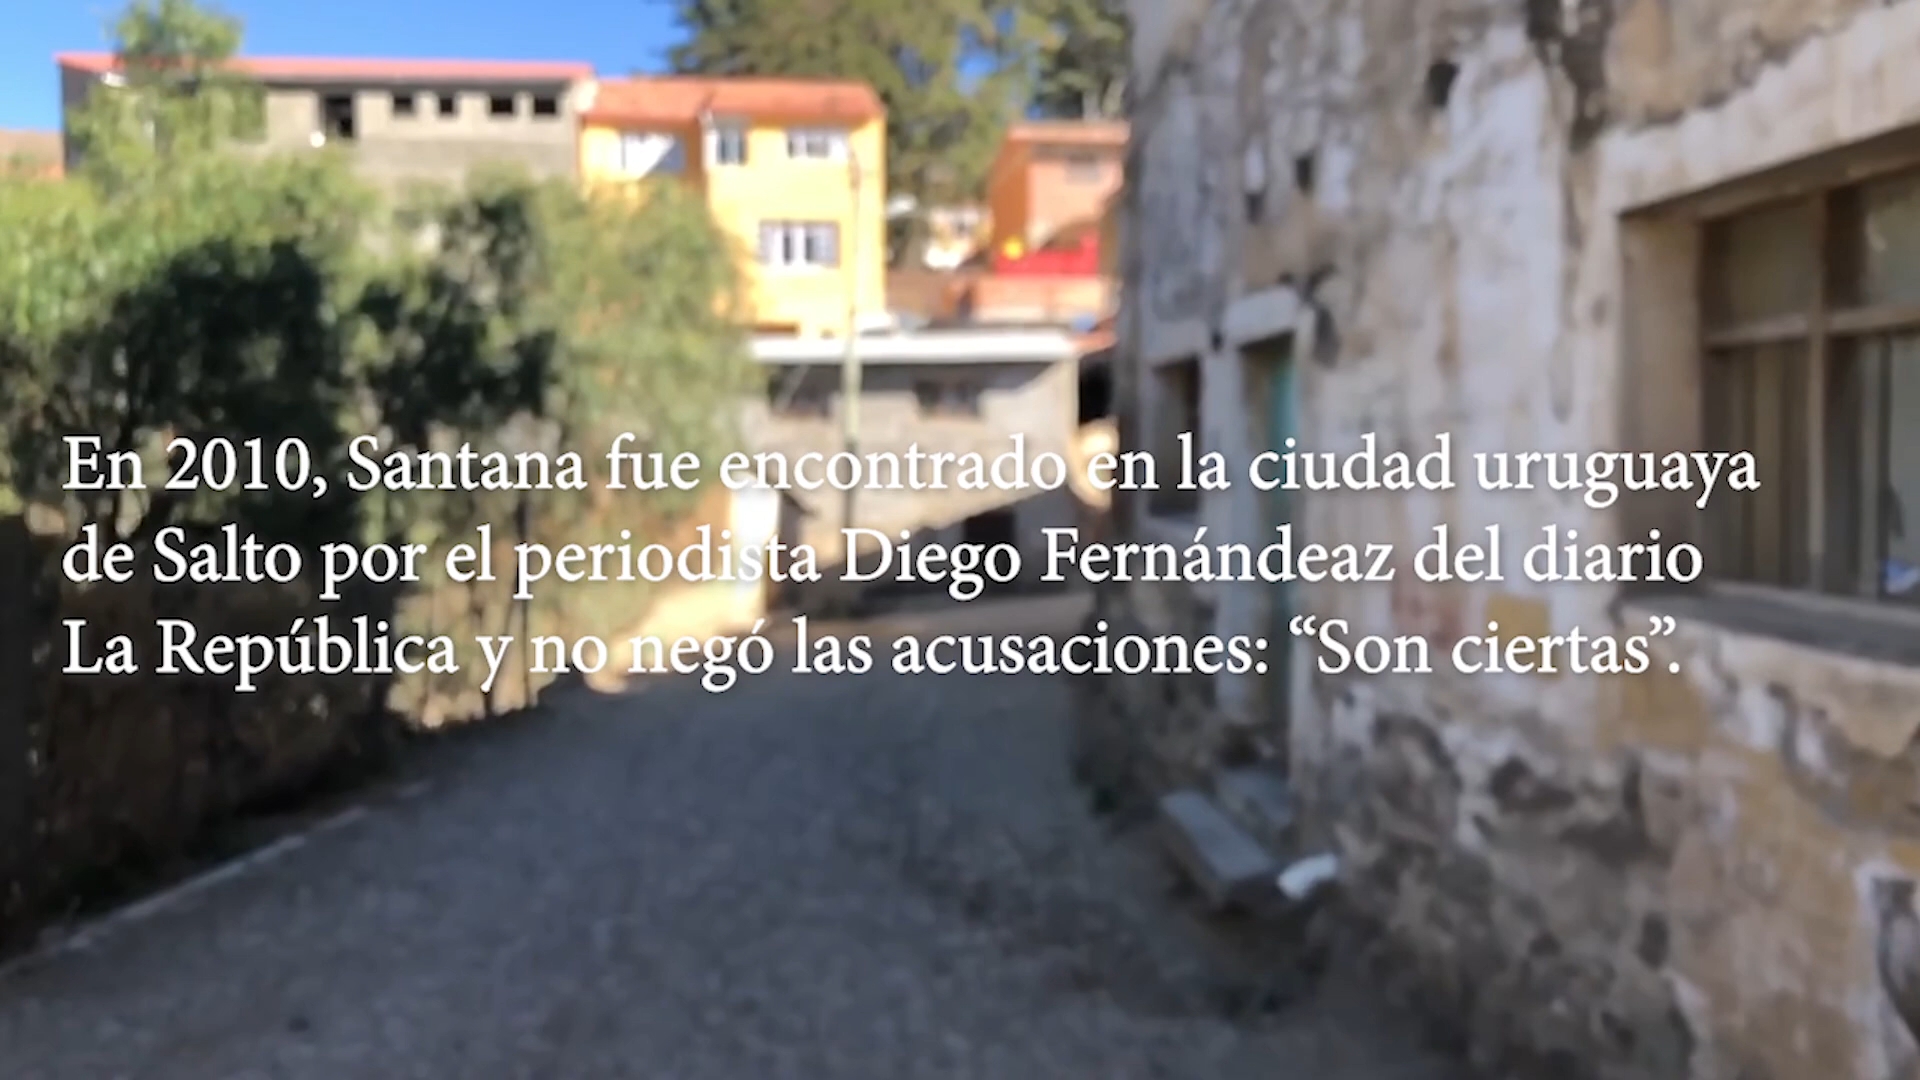 En 2010, Santana fue encontrado en la ciudad uruguaya
de Salto por el periodista Diego Fernándeaz del diario
La República y no negó las acusaciones: “Son ciertas”.